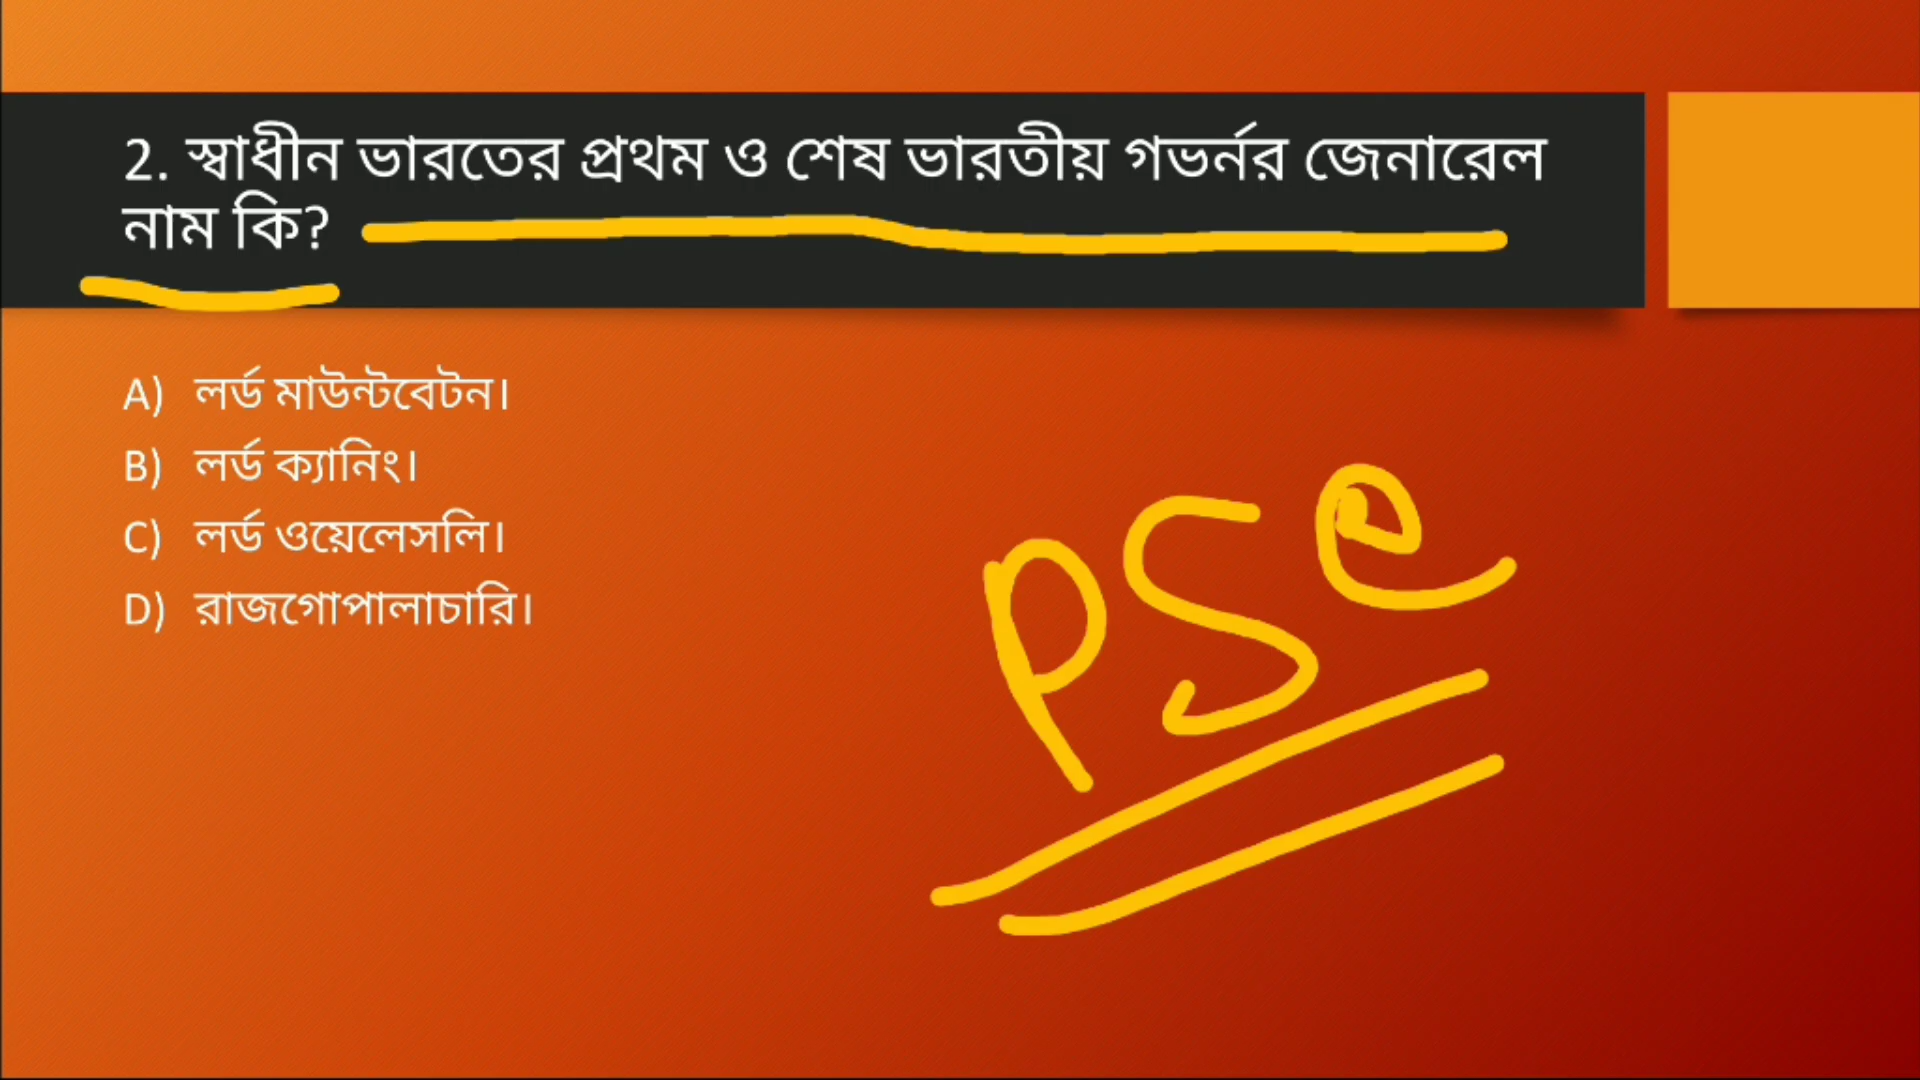 2. স্বাধীন ভারতের প্রথম ও শেষ ভারতীয় গভর্নর জেনারেল
নাম কি?
A) লর্ড মাউন্টবেটন।
B) লর্ড ক্যানিং।
C) লর্ড ওয়েলেসলি।
D) রাজগোপালাচারি।
PSe